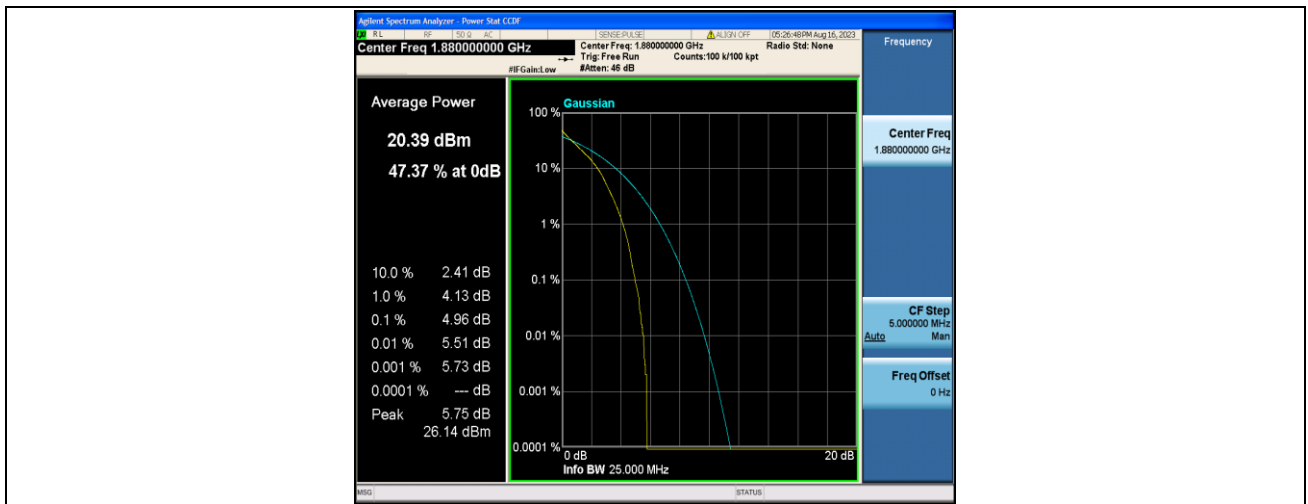 Agilent Spectrum Analyzer - Power Stat CCDF
RL RF 50 Ω AC SENSE:PULSE ALIGN OFF 05:26:48 PM Aug 16, 2023
Center Freq 1.880000000 GHz
Center Freq: 1.880000000 GHz Radio Std: None
Trig: Free Run Counts:100 k/100 kpt
#IFGain:Low #Atten: 46 dB
Frequency
Average Power
20.39 dBm
47.37 % at 0dB
10.0 % 2.41 dB
1.0 % 4.13 dB
0.1 % 4.96 dB
0.01 % 5.51 dB
0.001 % 5.73 dB
0.0001 % --- dB
Peak 5.75 dB
26.14 dBm
Gaussian
100 %
10 %
1 %
0.1 %
0.01 %
0.001 %
0.0001 %
0 dB 20 dB
Info BW 25.000 MHz
Center Freq
1.880000000 GHz
CF Step
5.000000 MHz
Auto Man
Freq Offset
0 Hz
MSG STATUS